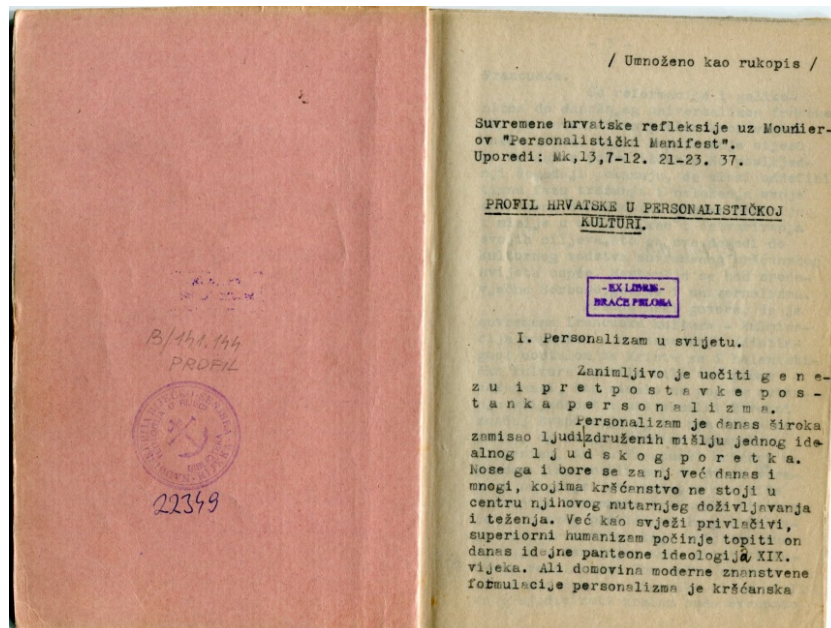 B/141.144
PROFIL
22349
/ Umnoženo kao rukopis /
Suvremene hrvatske refleksije uz Mounier-
ov "Personalistički Manifest".
Uporedi: Mk,13,7-12. 21-23. 37.
PROFIL HRVATSKE U PERSONALISTIČKOJ
KULTURI.
- EX LIBRIS -
BRAĆE PELOZA
I. Personalizam u svijetu.
Zanimljivo je uočiti g e n e -
z u i p r e t p o s t a v k e p o s -
t a n k a p e r s o n a l i z m a.
Personalizam je danas široka
zamisao ljudi združenih mišlju jednog ide-
alnog l j u d s k o g p o r e t k a.
Nose ga i bore se za nj već danas i
mnogi, kojima kršćanstvo ne stoji u
centru njihovog nutarnjeg doživljavanja
i teženja. Već kao svježi privlačivi,
superiorni humanizam počinje topiti on
danas idejne panteone ideologija XIX.
vijeka. Ali domovina moderne znanstvene
formulacije personalizma je kršćanska